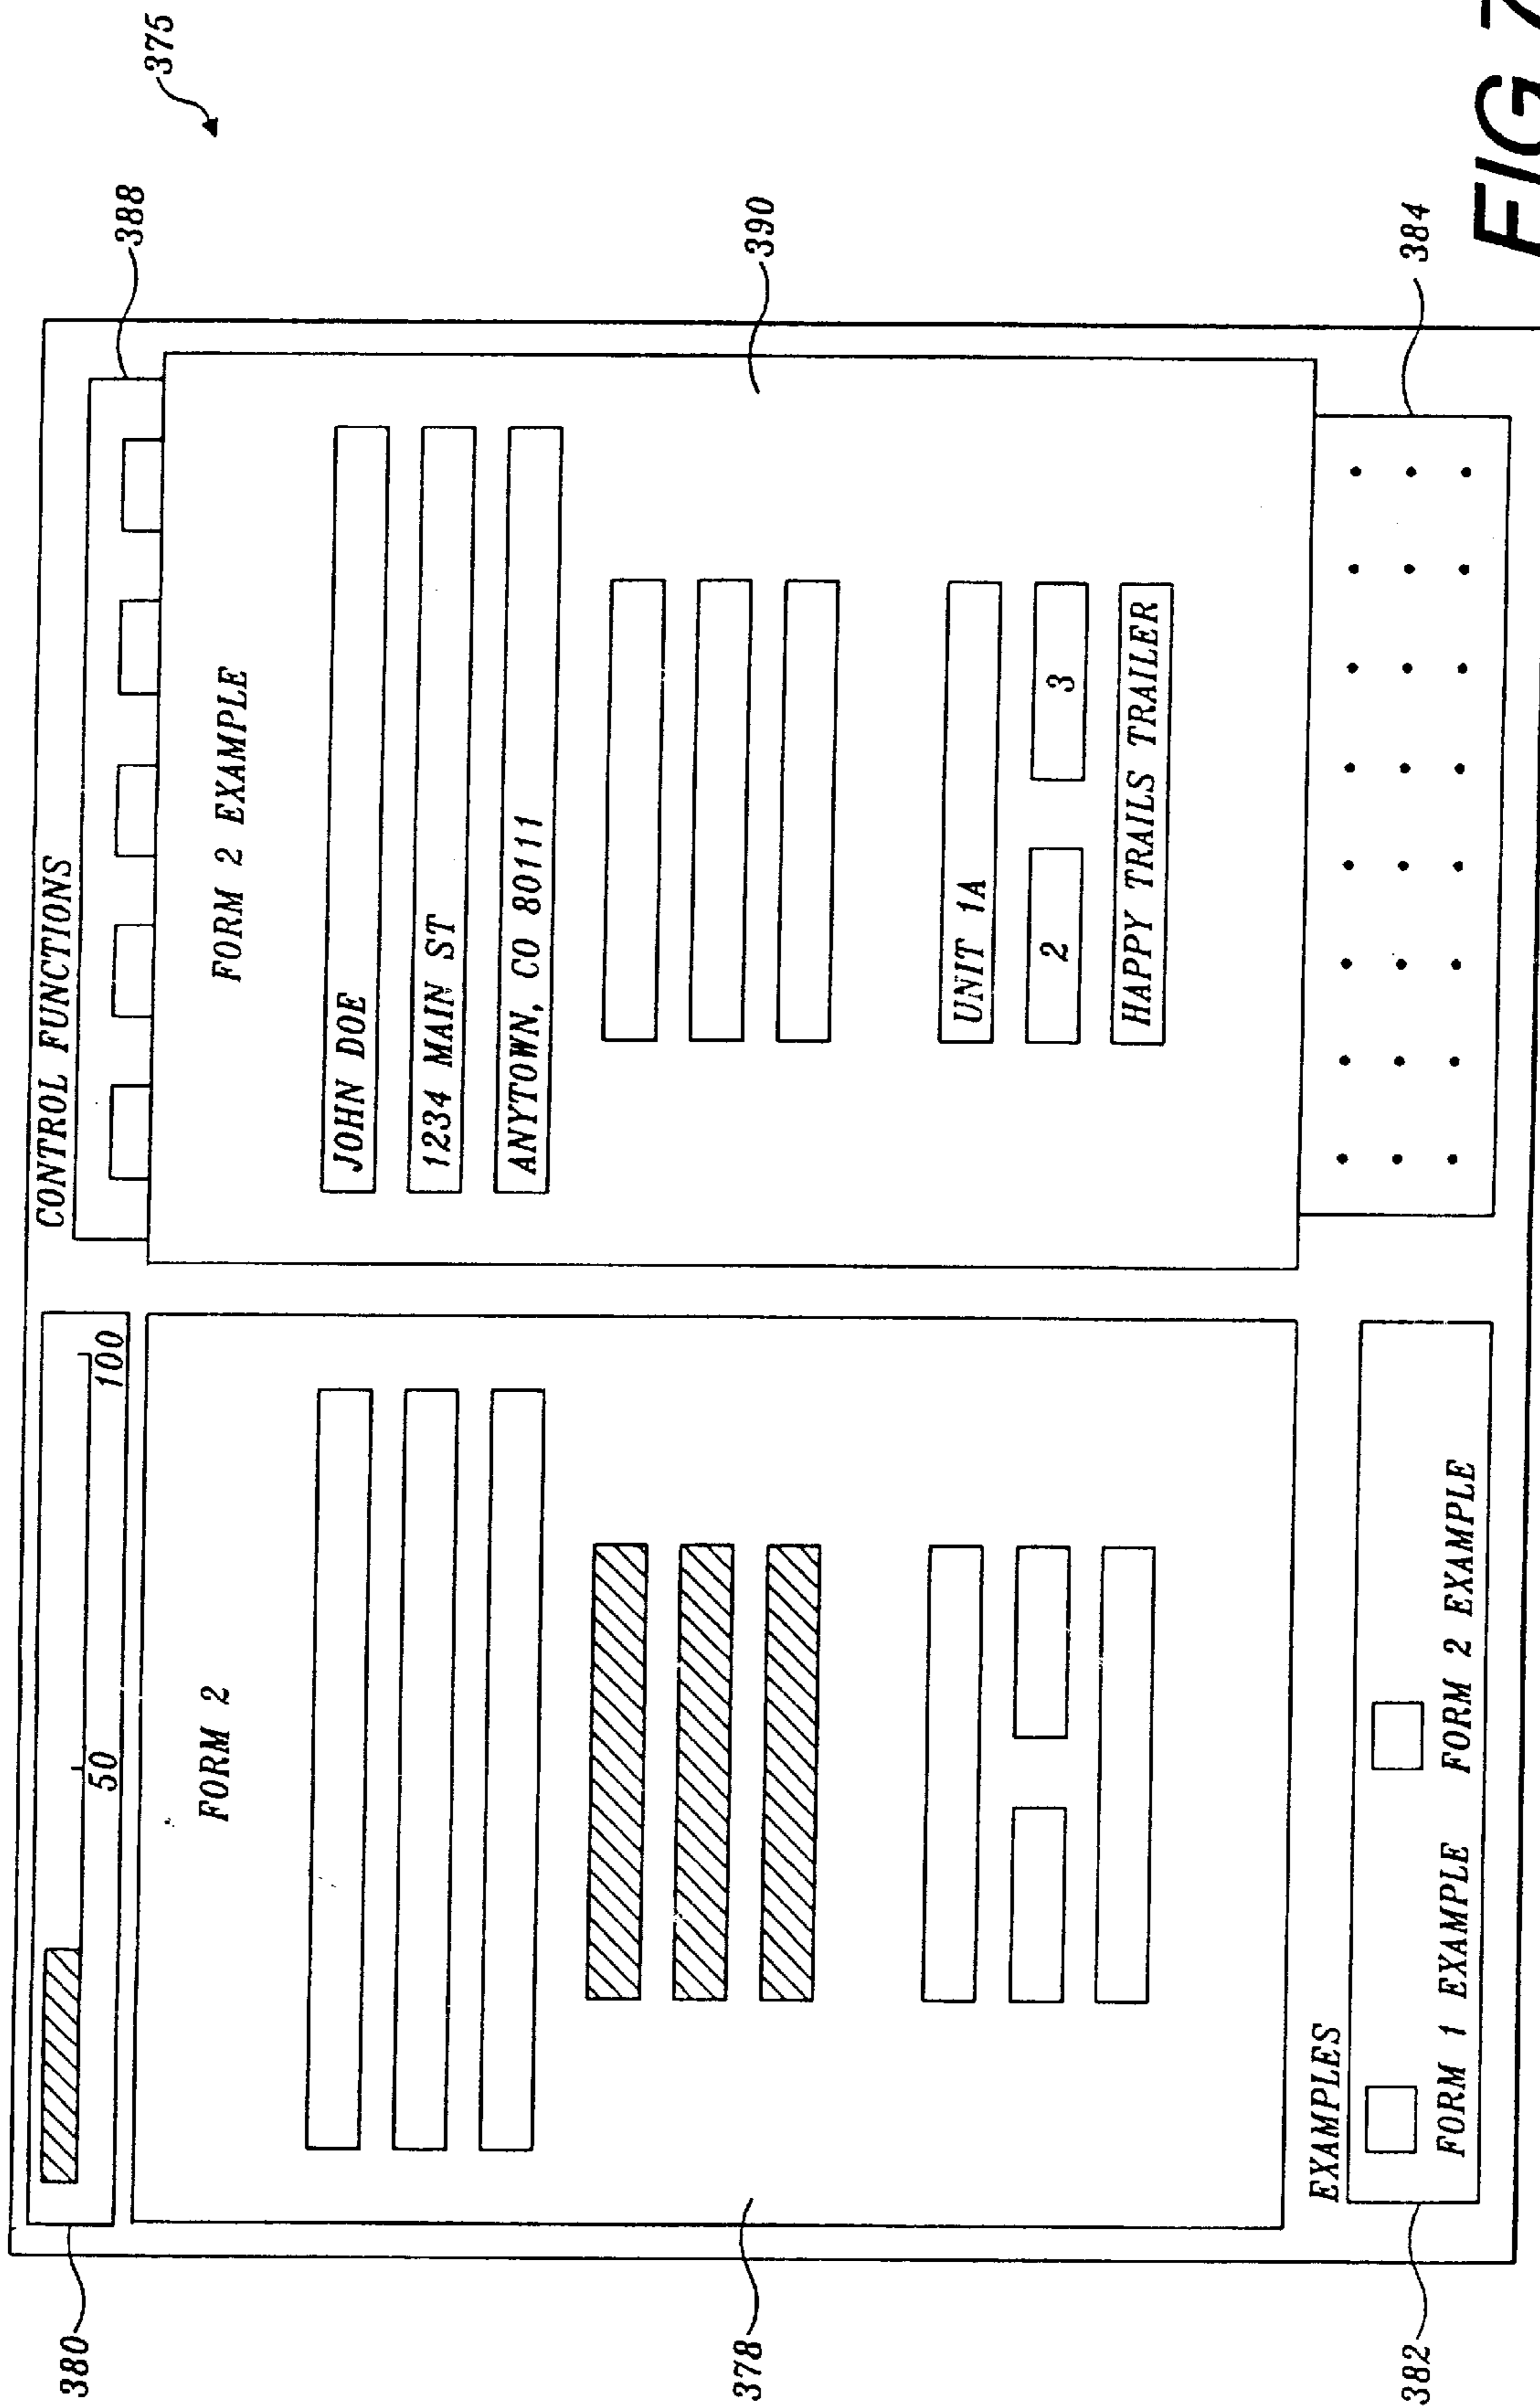 375
380
50
100
CONTROL FUNCTIONS
388
FORM 2
378
FORM 2 EXAMPLE
JOHN DOE
1234 MAIN ST
ANYTOWN, CO 80111
UNIT 1A
2
3
HAPPY TRAILS TRAILER
390
EXAMPLES
FORM 1 EXAMPLE
FORM 2 EXAMPLE
382
384
FIG 7